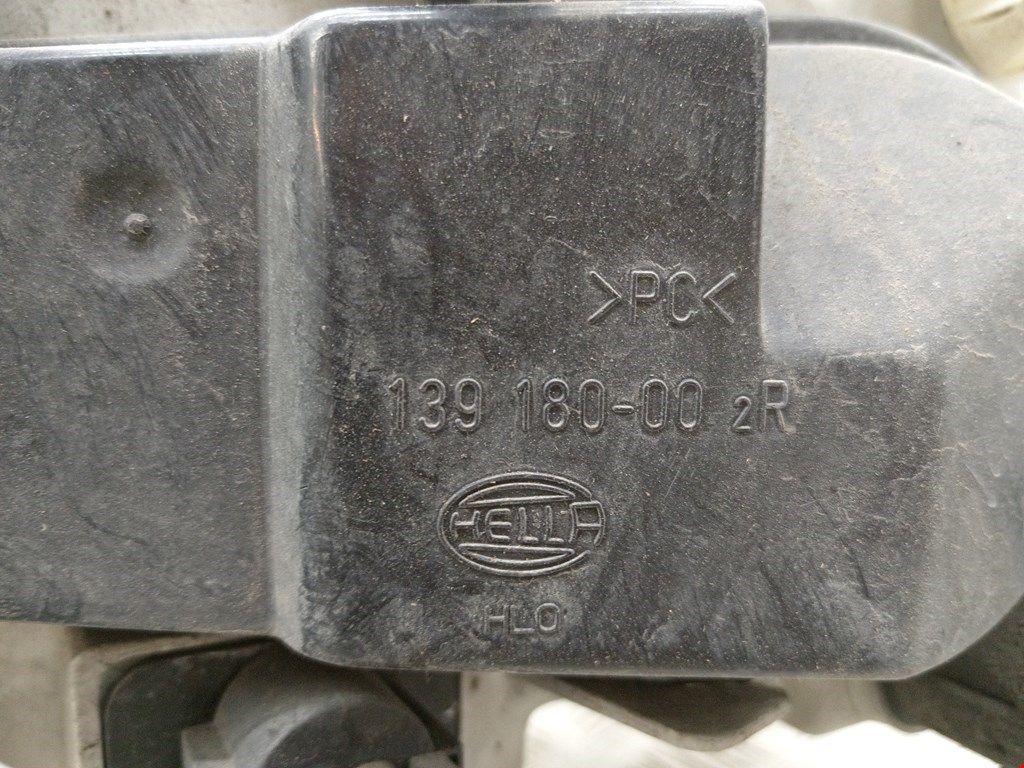 >PC<
139 180-00 2R
HELLA
HLO